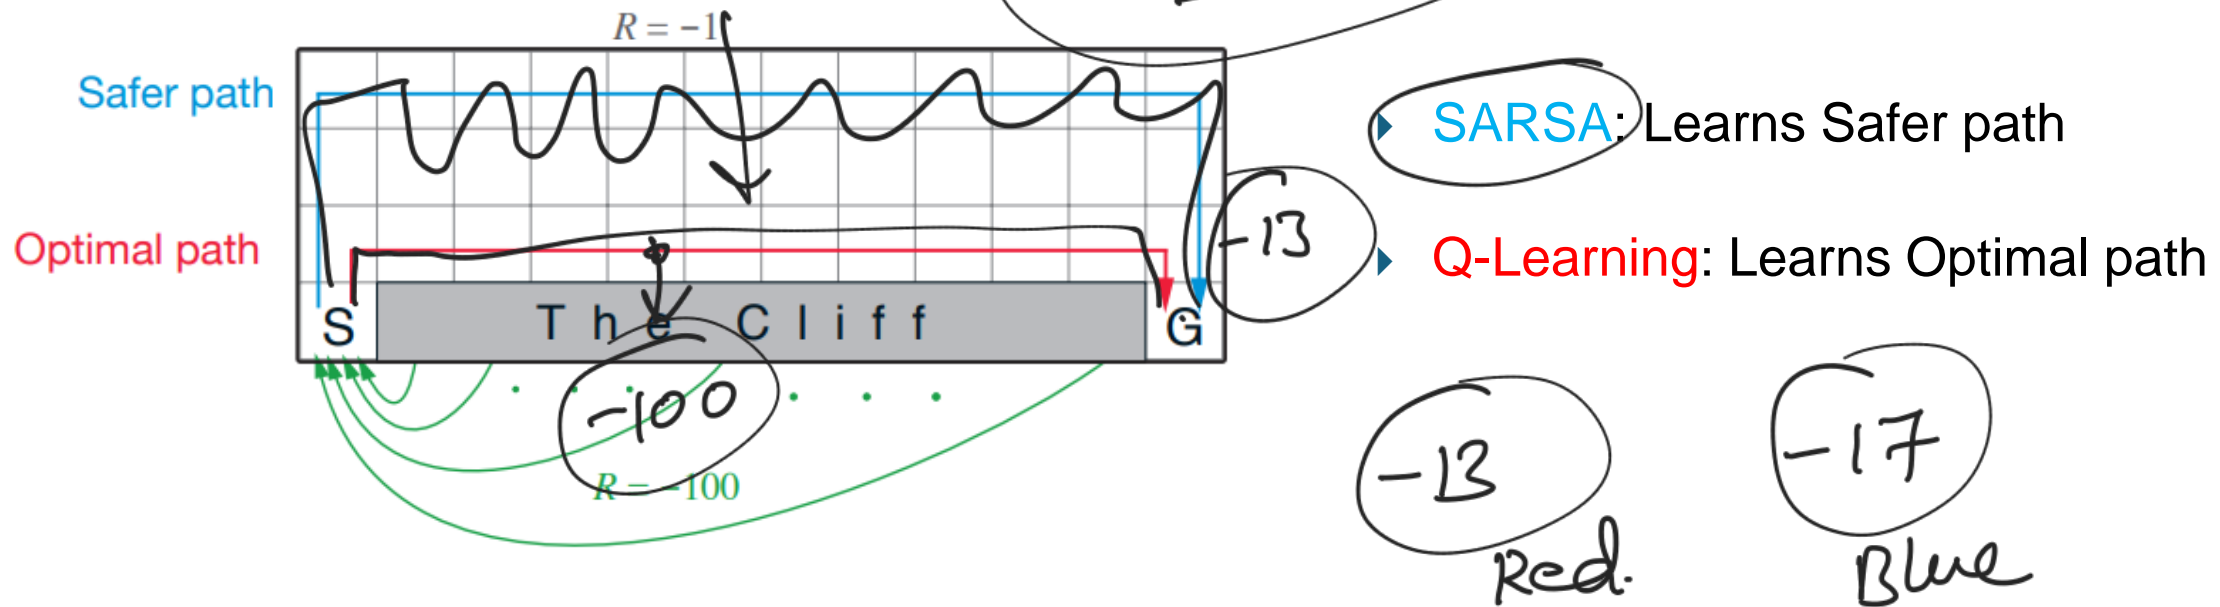 R = −1
Safer path
SARSA: Learns Safer path
-13
Optimal path
Q-Learning: Learns Optimal path
S
The Cliff
G
-100
R = −100
-13
-17
Red.
Blue